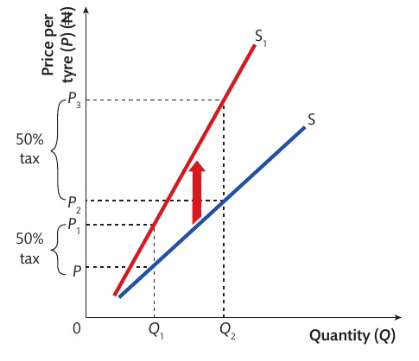 Price per
tyre (P) (₦)
S₁
S
P₃
50%
tax
P₂
P₁
50%
tax
P
0
Q₁
Q₂
Quantity (Q)